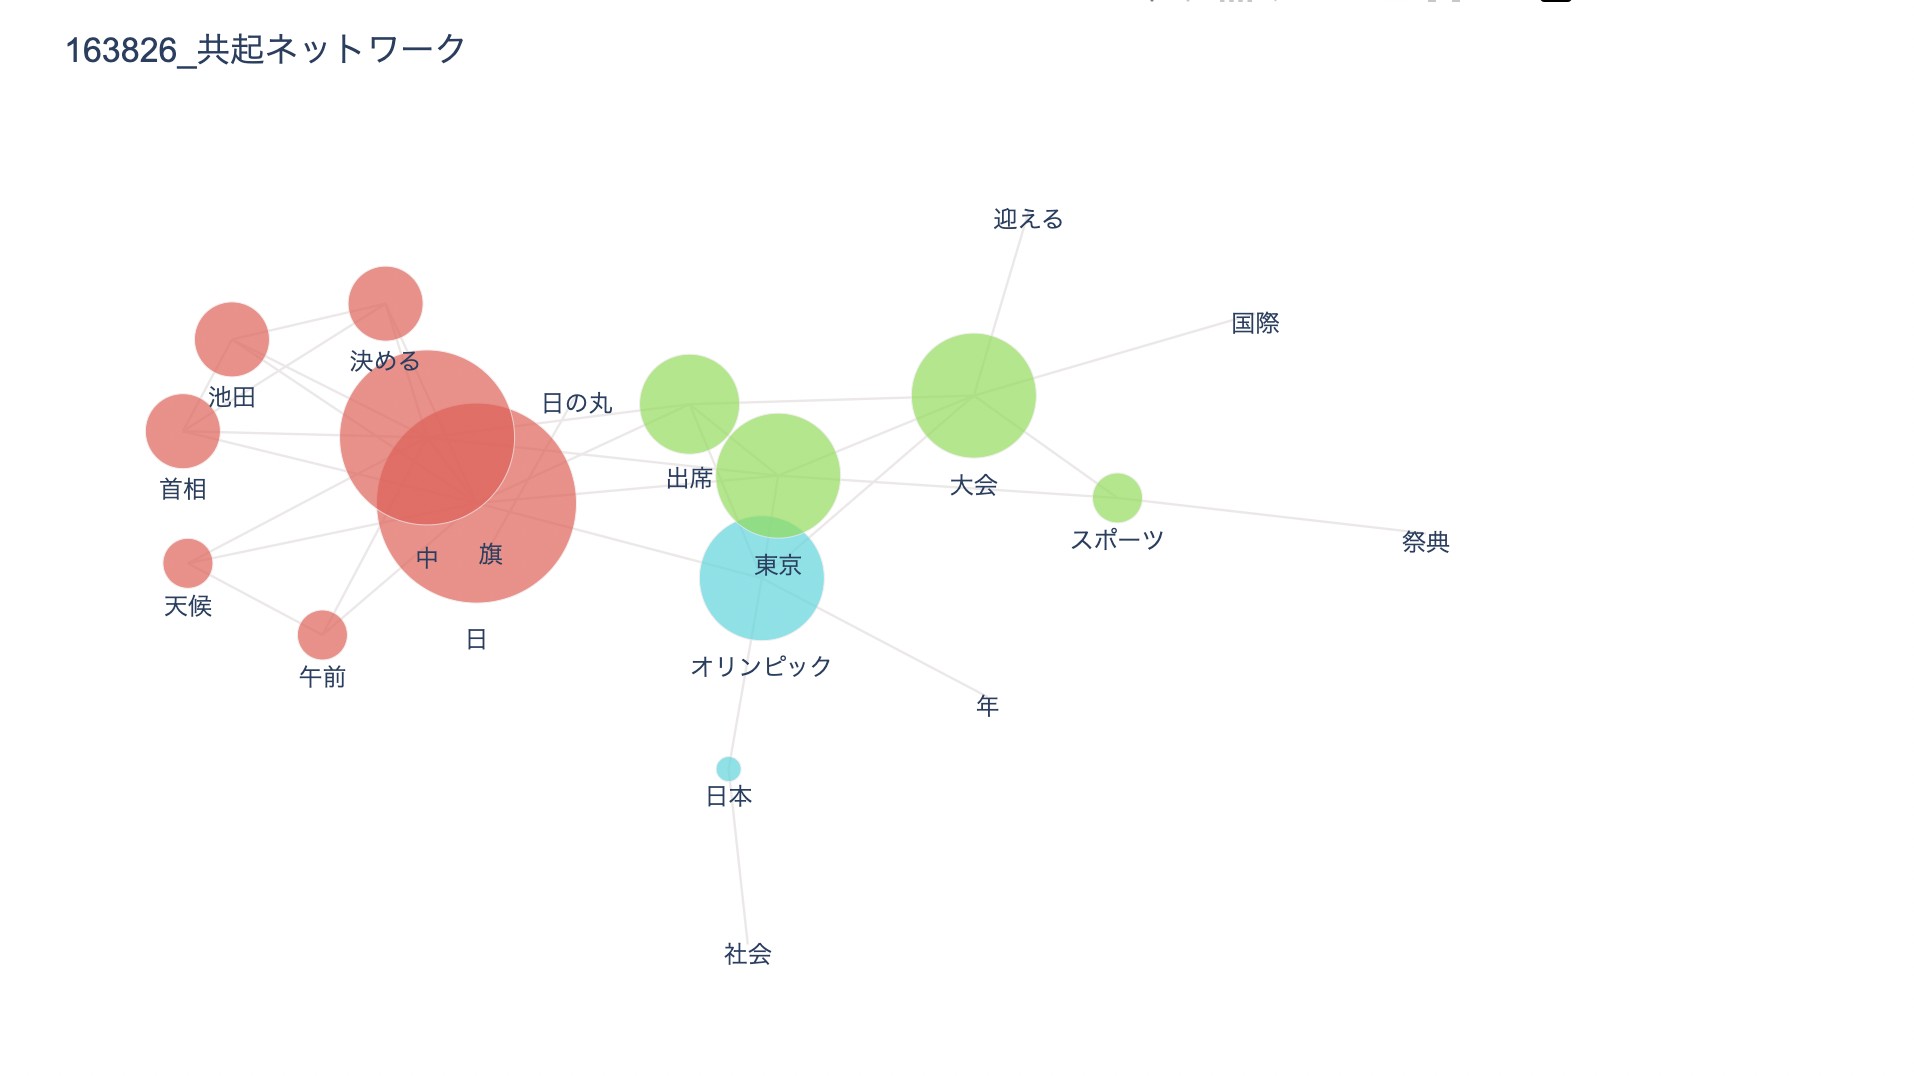 163826_共起ネットワーク
迎える
国際
決める
池田
日の丸
出席
大会
首相
スポーツ
祭典
中
旗
東京
天候
日
オリンピック
午前
年
日本
社会